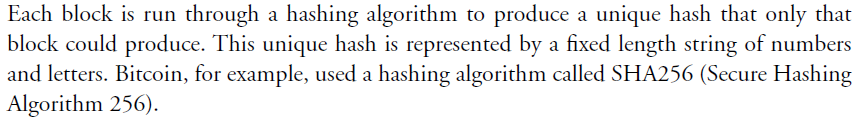 Each block is run through a hashing algorithm to produce a unique hash that only that
block could produce. This unique hash is represented by a fixed length string of numbers
and letters. Bitcoin, for example, used a hashing algorithm called SHA256 (Secure Hashing
Algorithm 256).